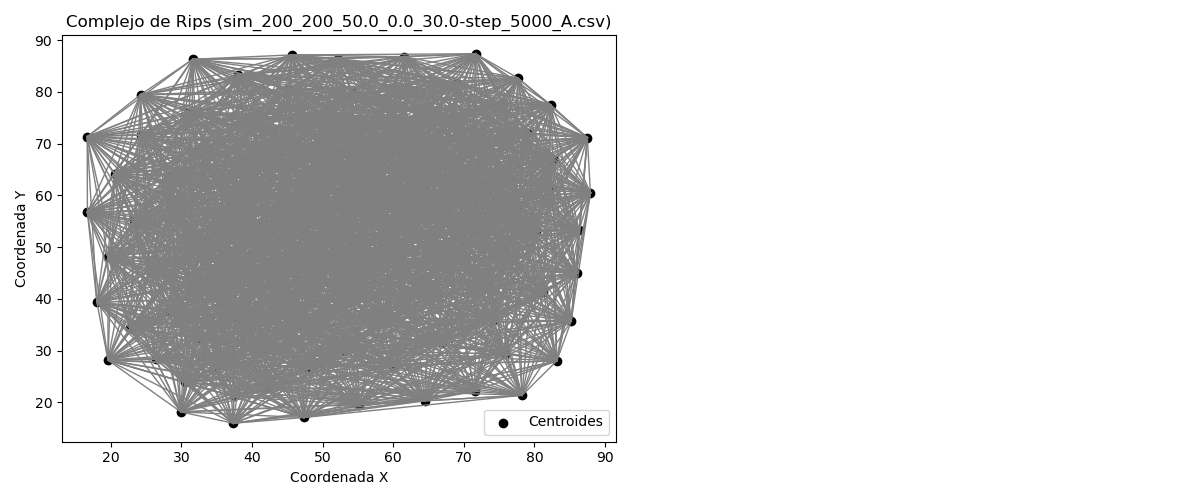 Complejo de Rips (sim_200_200_50.0_0.0_30.0-step_5000_A.csv)
90
80
70
60
50
40
30
20
Coordenada Y
Centroides
20 30 40 50 60 70 80 90
Coordenada X